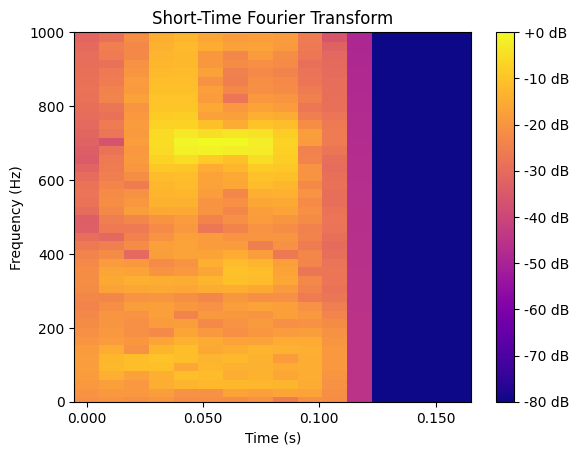 Short-Time Fourier Transform
Frequency (Hz)
1000
800
600
400
200
0
0.000
0.050
0.100
0.150
Time (s)
+0 dB
-10 dB
-20 dB
-30 dB
-40 dB
-50 dB
-60 dB
-70 dB
-80 dB